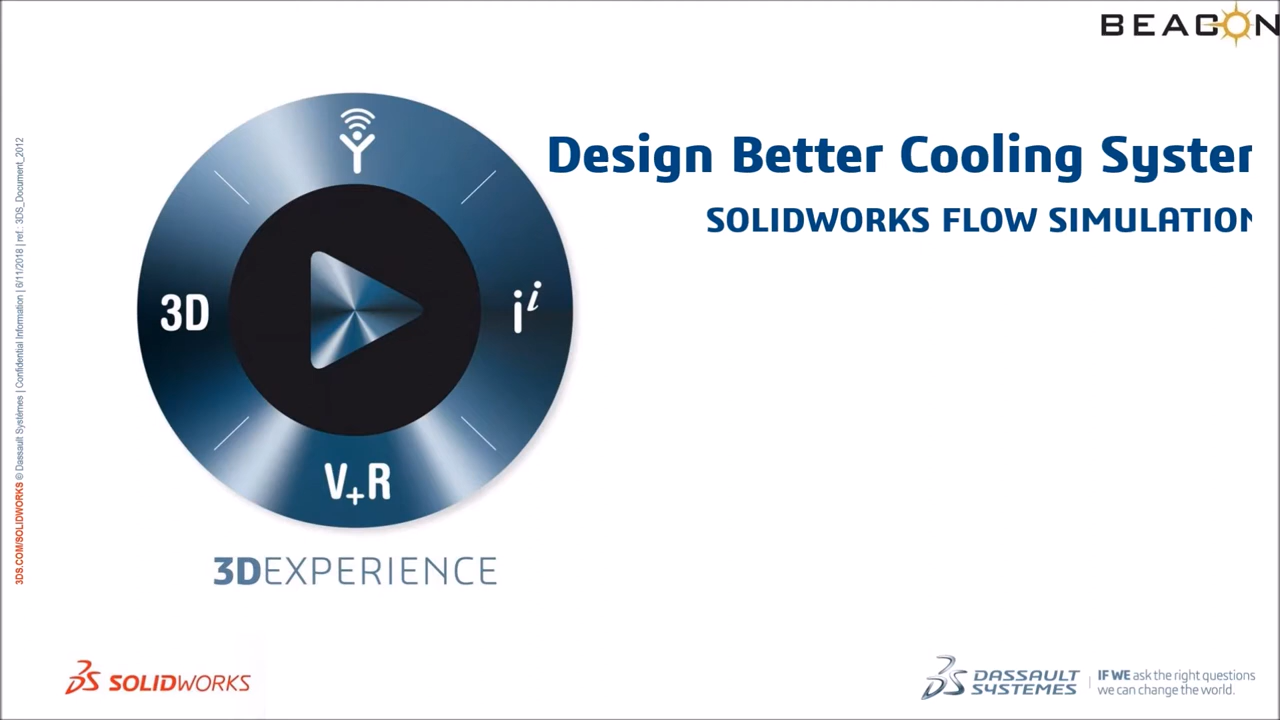 BEACON
Design Better Cooling Syster
SOLIDWORKS FLOW SIMULATION
3D
i i
V+R
3DEXPERIENCE
3DS.COM/SOLIDWORKS © Dassault Systèmes | Confidential Information | 6/11/2018 | ref.: 3DS_Document_2012
SOLIDWORKS
DASSAULT SYSTEMES
IF WE ask the right questions
we can change the world.